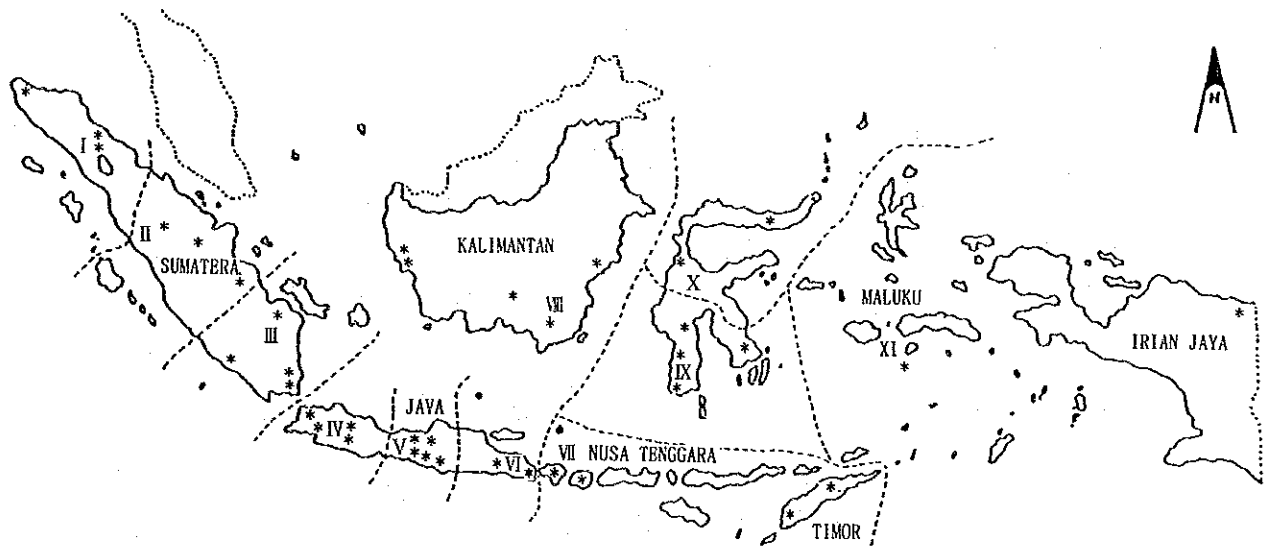 N
I
KALIMANTAN
II
SUMATERA
X
MALUKU
VIII
III
XI
IRIAN JAYA
IX
JAVA
IV
V
VI
VII NUSA TENGGARA
TIMOR